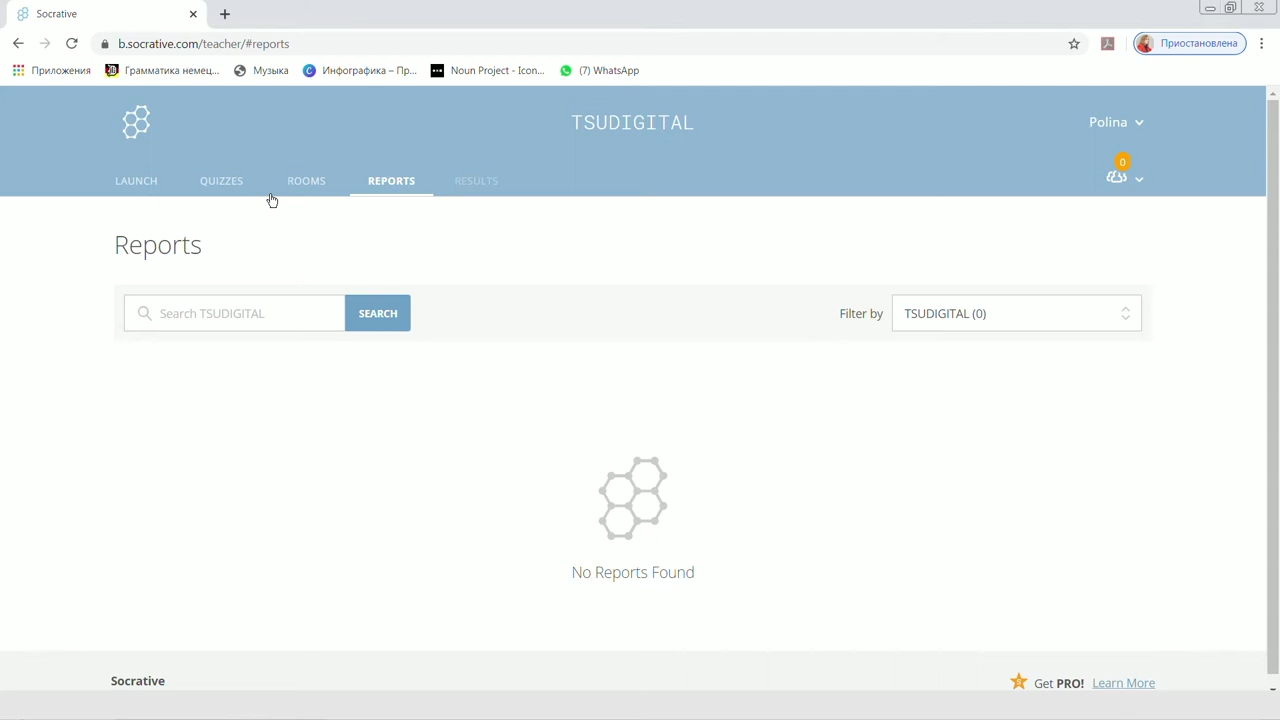 Socrative
b.socrative.com/teacher/#reports
Приостановлена
Приложения
Грамматика немец...
Музыка
Инфографика – Пр...
Noun Project - Icon...
(7) WhatsApp
TSUDIGITAL
Polina
0
LAUNCH
QUIZZES
ROOMS
REPORTS
RESULTS
Reports
Search TSUDIGITAL
SEARCH
Filter by
TSUDIGITAL (0)
No Reports Found
Socrative
Get PRO! Learn More